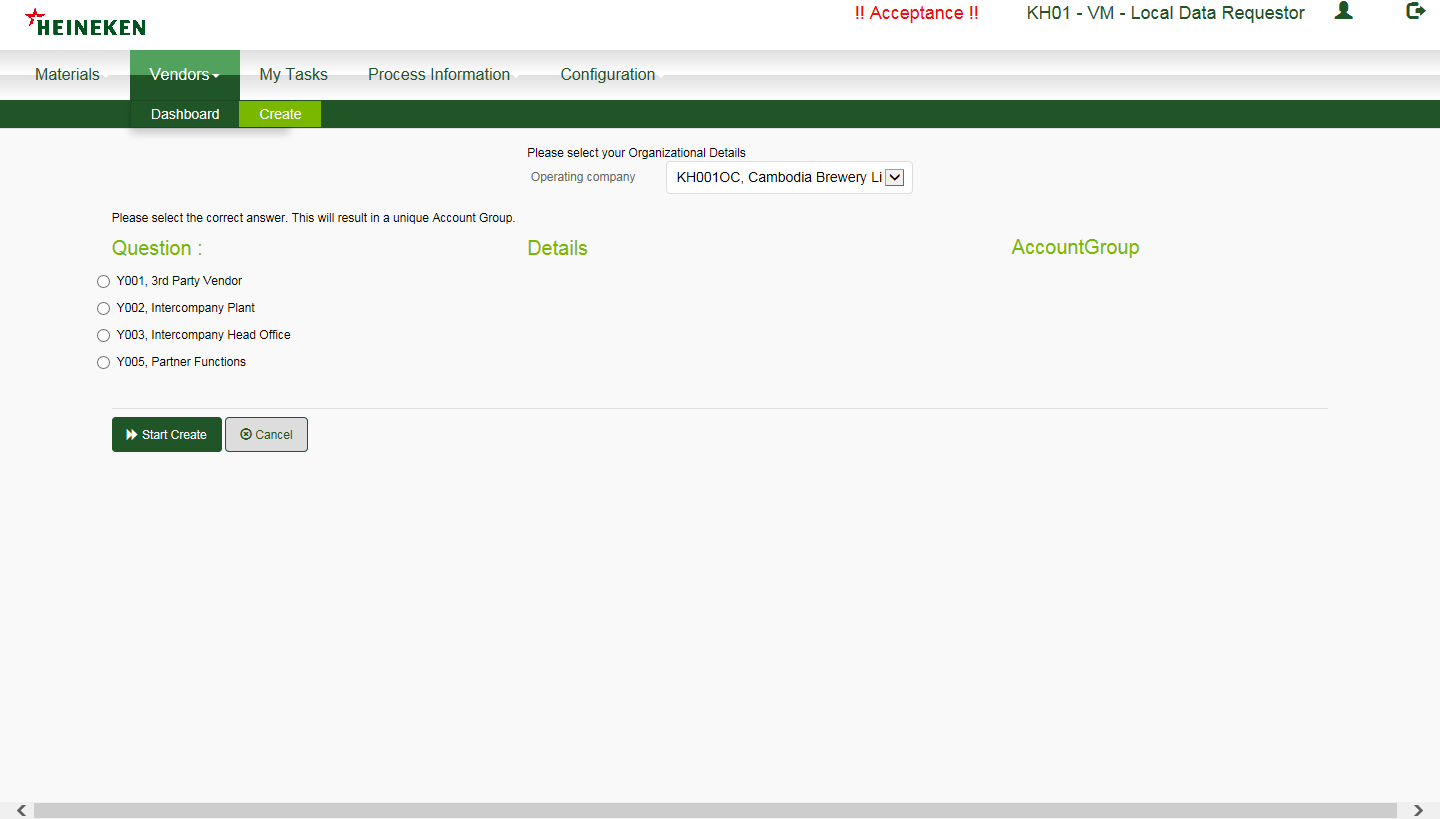 HEINEKEN
!! Acceptance !!
KH01 - VM - Local Data Requestor
Materials
Vendors
My Tasks
Process Information
Configuration
Dashboard
Create
Please select your Organizational Details
Operating company
KH001OC, Cambodia Brewery Li
Please select the correct answer. This will result in a unique Account Group.
Question :
Details
AccountGroup
Y001, 3rd Party Vendor
Y002, Intercompany Plant
Y003, Intercompany Head Office
Y005, Partner Functions
Start Create
Cancel